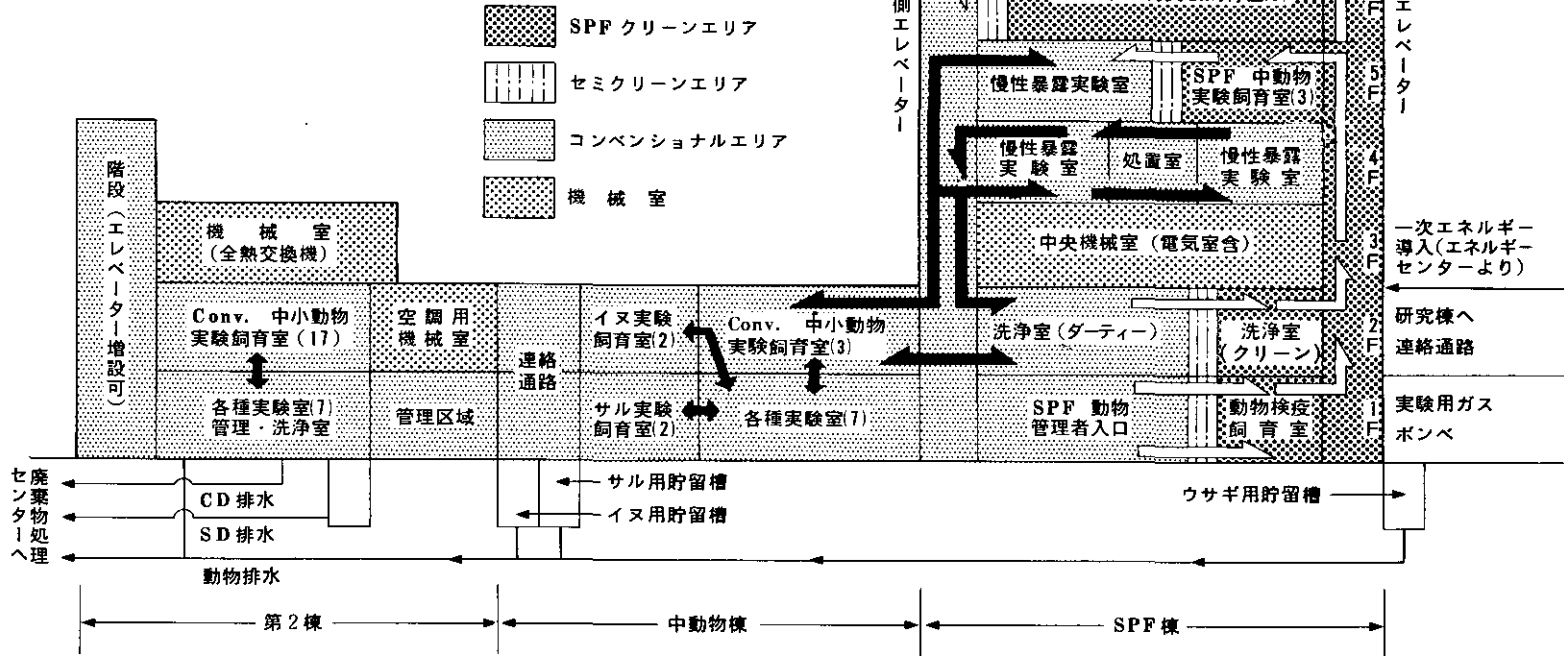 SPFクリーンエリア
セミクリーンエリア
コンベンショナルエリア
機械室
側エレベーター
エレベーター
F
5F
4F
3F
2F
1F
慢性暴露実験室
SPF 中動物
実験飼育室(3)
慢性暴露
実験室
処置室
慢性暴露
実験室
中央機械室(電気室含)
階段(エレベーター増設可)
機械室
(全熱交換機)
Conv. 中小動物
実験飼育室(17)
空調用
機械室
連絡
通路
イヌ実験
飼育室(2)
Conv. 中小動物
実験飼育室(3)
洗浄室(ダーティー)
洗浄室
(クリーン)
各種実験室(7)
管理・洗浄室
管理区域
サル実験
飼育室(2)
各種実験室(7)
SPF 動物
管理者入口
動物検疫
飼育室
一次エネルギー
導入(エネルギー
センターより)
研究棟へ
連絡通路
実験用ガス
ボンベ
廃棄物処理
センターへ
CD排水
SD排水
動物排水
サル用貯留槽
イヌ用貯留槽
ウサギ用貯留槽
第2棟
中動物棟
SPF棟